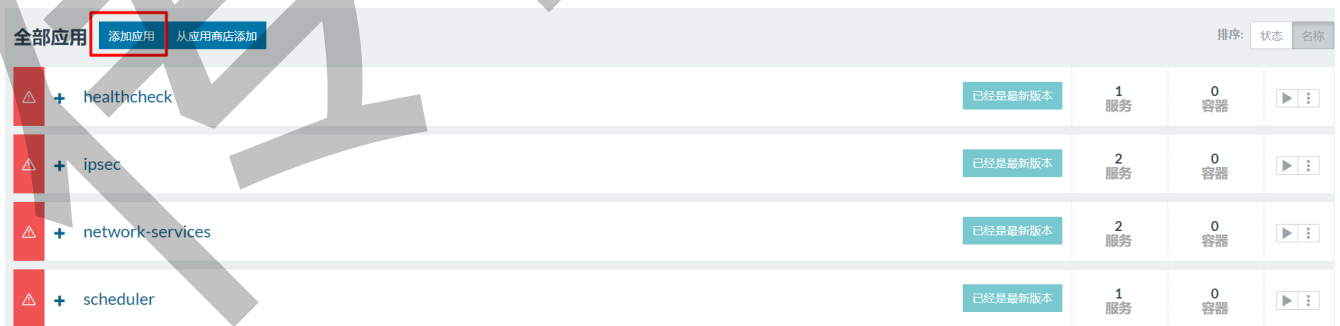 全部应用 添加应用 从应用商店添加 排序: 状态 名称
healthcheck 已经是最新版本 1 服务 0 容器
ipsec 已经是最新版本 2 服务 0 容器
network-services 已经是最新版本 2 服务 0 容器
scheduler 已经是最新版本 1 服务 0 容器